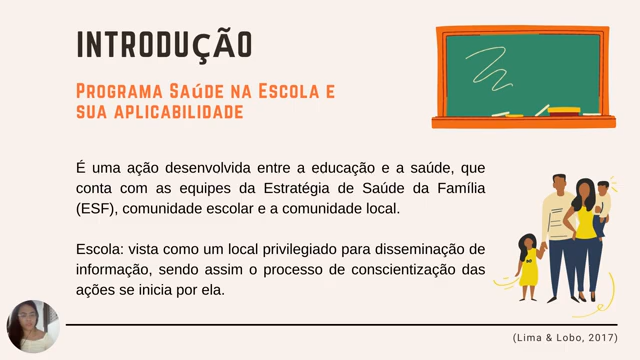 INTRODUÇÃO
PROGRAMA SAÚDE NA ESCOLA E
SUA APLICABILIDADE
É uma ação desenvolvida entre a educação e a saúde, que
conta com as equipes da Estratégia de Saúde da Família
(ESF), comunidade escolar e a comunidade local.
Escola: vista como um local privilegiado para disseminação de
informação, sendo assim o processo de conscientização das
ações se inicia por ela.
(Lima & Lobo, 2017)